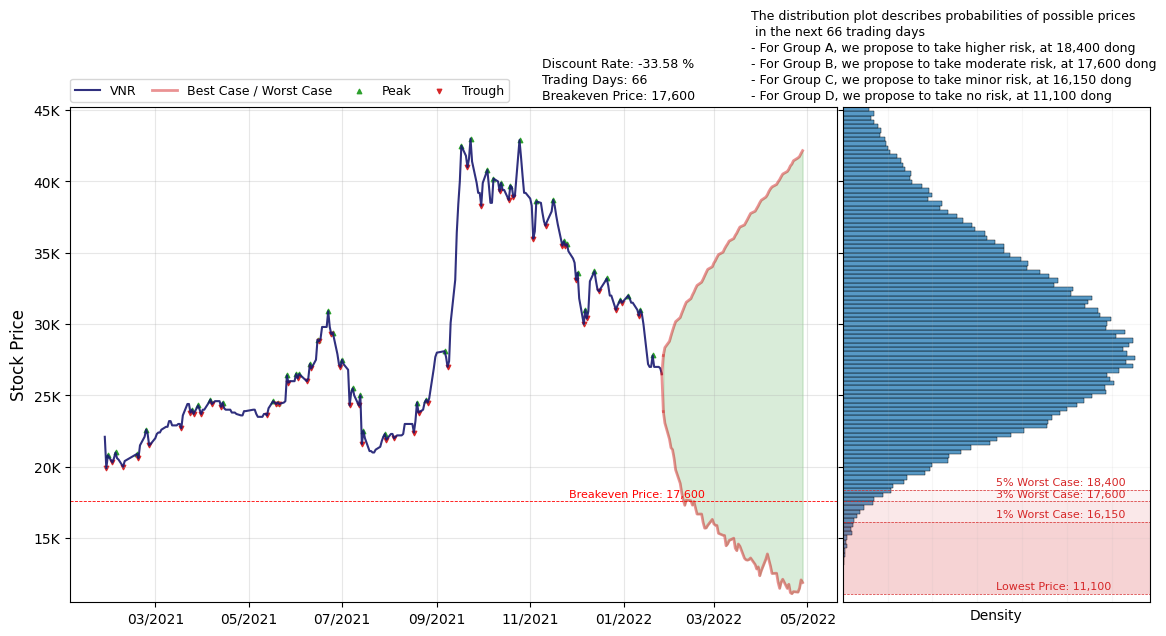 The distribution plot describes probabilities of possible prices
in the next 66 trading days
- For Group A, we propose to take higher risk, at 18,400 dong
- For Group B, we propose to take moderate risk, at 17,600 dong
- For Group C, we propose to take minor risk, at 16,150 dong
- For Group D, we propose to take no risk, at 11,100 dong
Discount Rate: -33.58 %
Trading Days: 66
Breakeven Price: 17,600
VNR Best Case / Worst Case Peak Trough
45K
40K
35K
30K
25K
20K
15K
Stock Price
Breakeven Price: 17,600
03/2021 05/2021 07/2021 09/2021 11/2021 01/2022 03/2022 05/2022
5% Worst Case: 18,400
3% Worst Case: 17,600
1% Worst Case: 16,150
Lowest Price: 11,100
Density